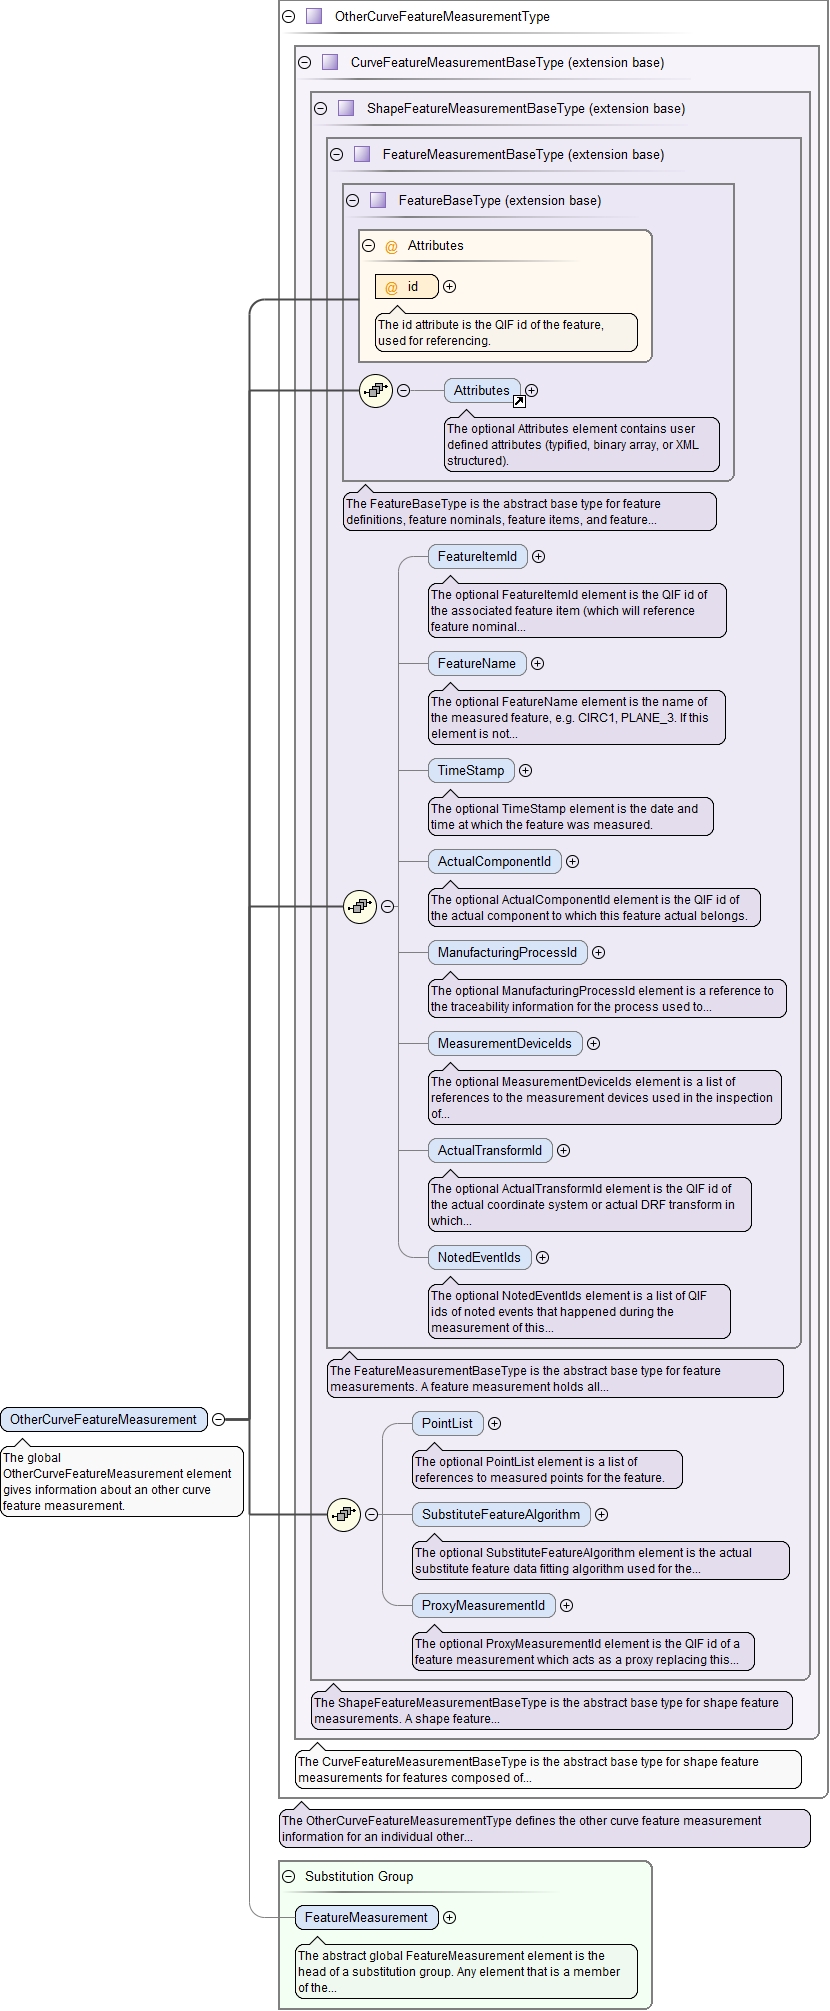 OtherCurveFeatureMeasurementType
CurveFeatureMeasurementBaseType (extension base)
ShapeFeatureMeasurementBaseType (extension base)
FeatureMeasurementBaseType (extension base)
FeatureBaseType (extension base)
@ Attributes
@ id
The id attribute is the QIF id of the feature,
used for referencing.
Attributes
The optional Attributes element contains user
defined attributes (typified, binary array, or XML
structured).
The FeatureBaseType is the abstract base type for feature
definitions, feature nominals, feature items, and feature...
FeatureItemId
The optional FeatureItemId element is the QIF id of
the associated feature item (which will reference
feature nominal...
FeatureName
The optional FeatureName element is the name of
the measured feature, e.g. CIRC1, PLANE_3. If this
element is not...
TimeStamp
The optional TimeStamp element is the date and
time at which the feature was measured.
ActualComponentId
The optional ActualComponentId element is the QIF id of
the actual component to which this feature actual belongs.
ManufacturingProcessId
The optional ManufacturingProcessId element is a reference to
the traceability information for the process used to...
MeasurementDeviceIds
The optional MeasurementDeviceIds element is a list of
references to the measurement devices used in the inspection
of...
ActualTransformId
The optional ActualTransformId element is the QIF id of
the actual coordinate system or actual DRF transform in
which...
NotedEventIds
The optional NotedEventIds element is a list of QIF
ids of noted events that happened during the
measurement of this...
The FeatureMeasurementBaseType is the abstract base type for feature
measurements. A feature measurement holds all...
OtherCurveFeatureMeasurement
The global
OtherCurveFeatureMeasurement element
gives information about an other curve
feature measurement.
PointList
The optional PointList element is a list of
references to measured points for the feature.
SubstituteFeatureAlgorithm
The optional SubstituteFeatureAlgorithm element is the actual
substitute feature data fitting algorithm used for the...
ProxyMeasurementId
The optional ProxyMeasurementId element is the QIF id of a
feature measurement which acts as a proxy replacing this...
The ShapeFeatureMeasurementBaseType is the abstract base type for shape feature
measurements. A shape feature...
The CurveFeatureMeasurementBaseType is the abstract base type for shape feature
measurements for features composed of...
The OtherCurveFeatureMeasurementType defines the other curve feature measurement
information for an individual other...
Substitution Group
FeatureMeasurement
The abstract global FeatureMeasurement element is the
head of a substitution group. Any element that is a member
of the...